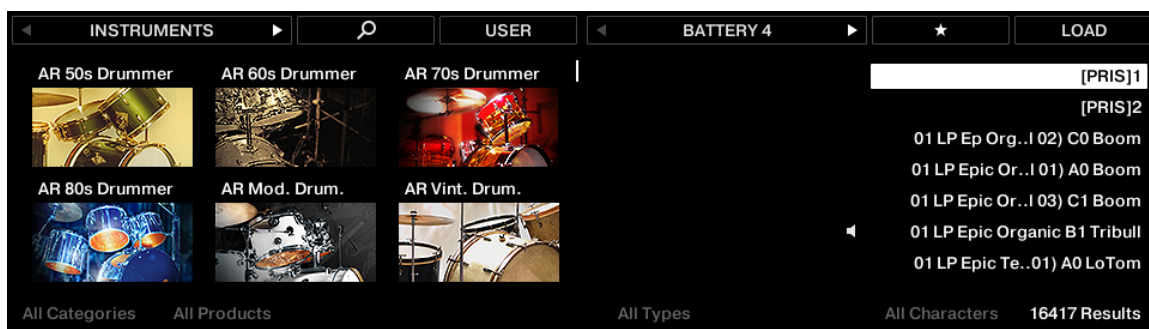 INSTRUMENTS USER BATTERY 4 ★ LOAD
AR 50s Drummer AR 60s Drummer AR 70s Drummer
AR 80s Drummer AR Mod. Drum. AR Vint. Drum.
[PRIS]1
[PRIS]2
01 LP Ep Org..l 02) C0 Boom
01 LP Epic Or..l 01) A0 Boom
01 LP Epic Or..l 03) C1 Boom
01 LP Epic Organic B1 Tribull
01 LP Epic Te..01) A0 LoTom
All Categories All Products All Types All Characters 16417 Results